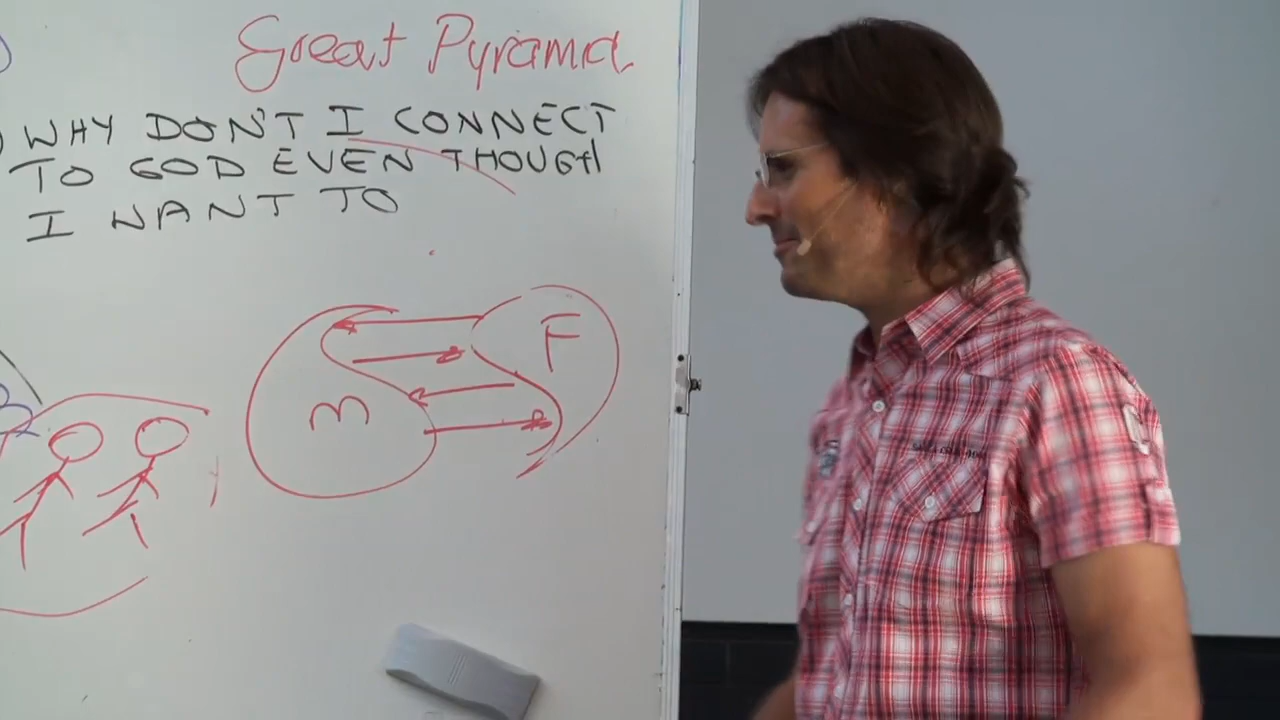 Great Pyramid.
) WHY DON'T I CONNECT
TO GOD EVEN THOUGH
I WANT TO
F
M